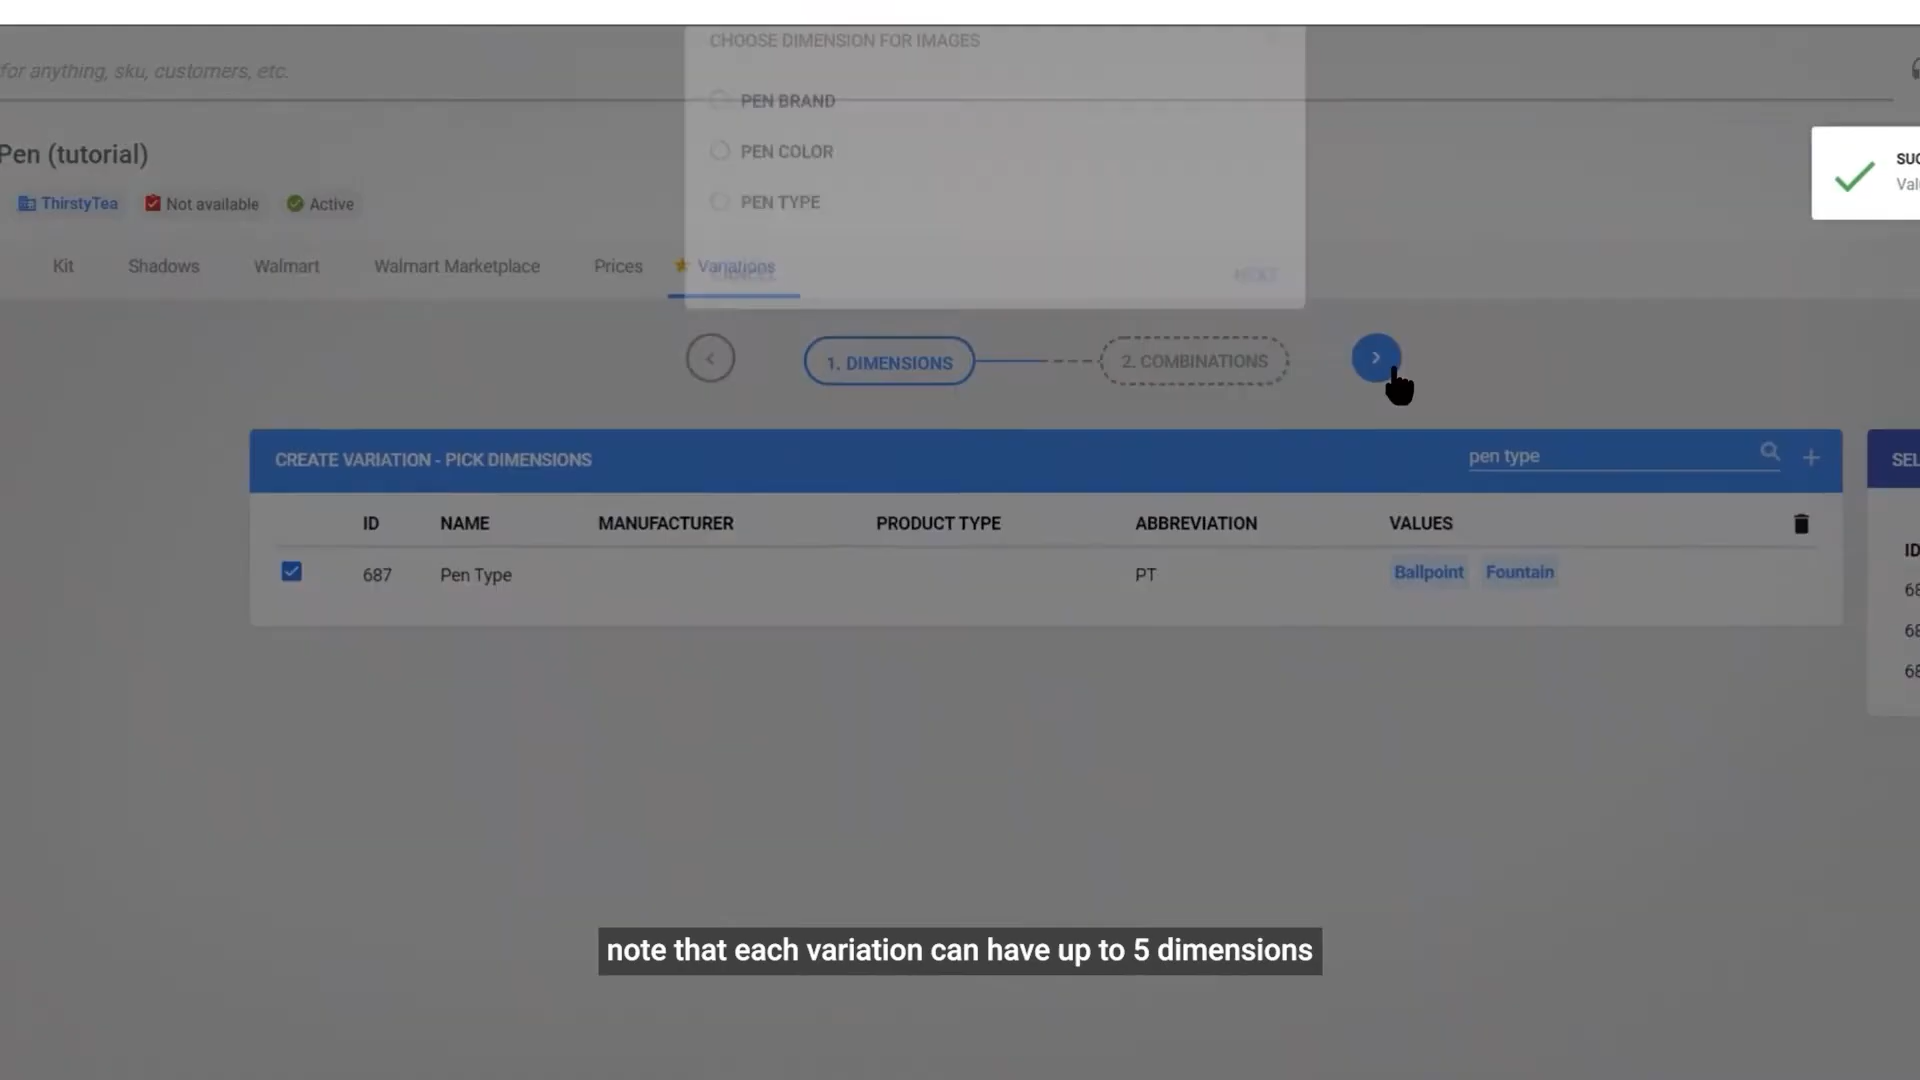 CHOOSE DIMENSION FOR IMAGES
for anything, sku, customers, etc.
PEN BRAND
PEN COLOR
PEN TYPE
Pen (tutorial)
ThirstyTea
Not available
Active
Kit
Shadows
Walmart
Walmart Marketplace
Prices
Variations
CANCEL
NEXT
1. DIMENSIONS
2. COMBINATIONS
CREATE VARIATION - PICK DIMENSIONS
pen type
ID NAME MANUFACTURER PRODUCT TYPE ABBREVIATION VALUES
687 Pen Type PT Ballpoint Fountain
ID
note that each variation can have up to 5 dimensions